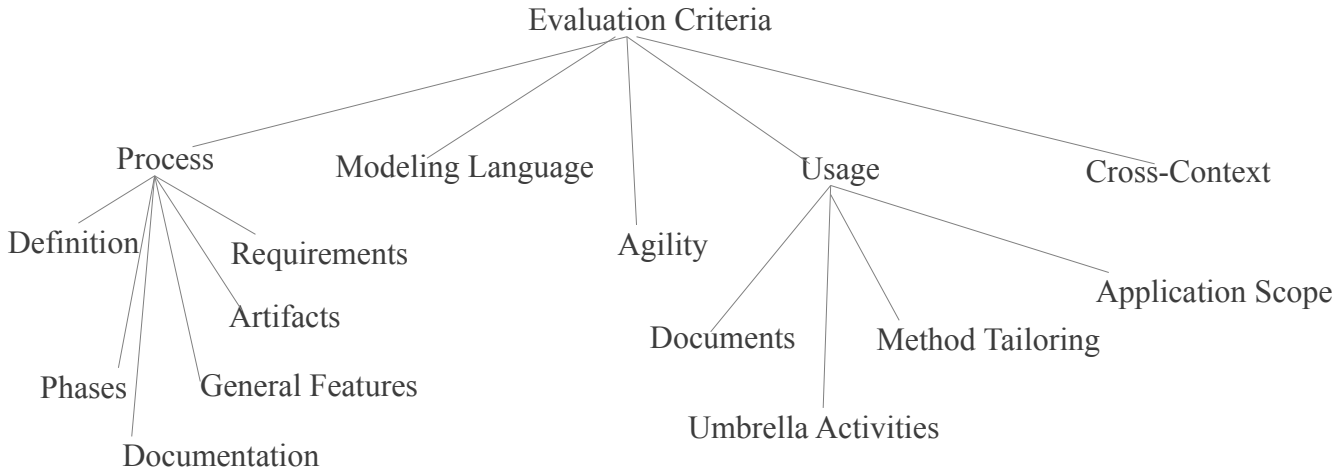 Evaluation Criteria
Process
Modeling Language
Usage
Cross-Context
Definition
Requirements
Agility
Application Scope
Artifacts
Documents
Method Tailoring
Phases
General Features
Umbrella Activities
Documentation